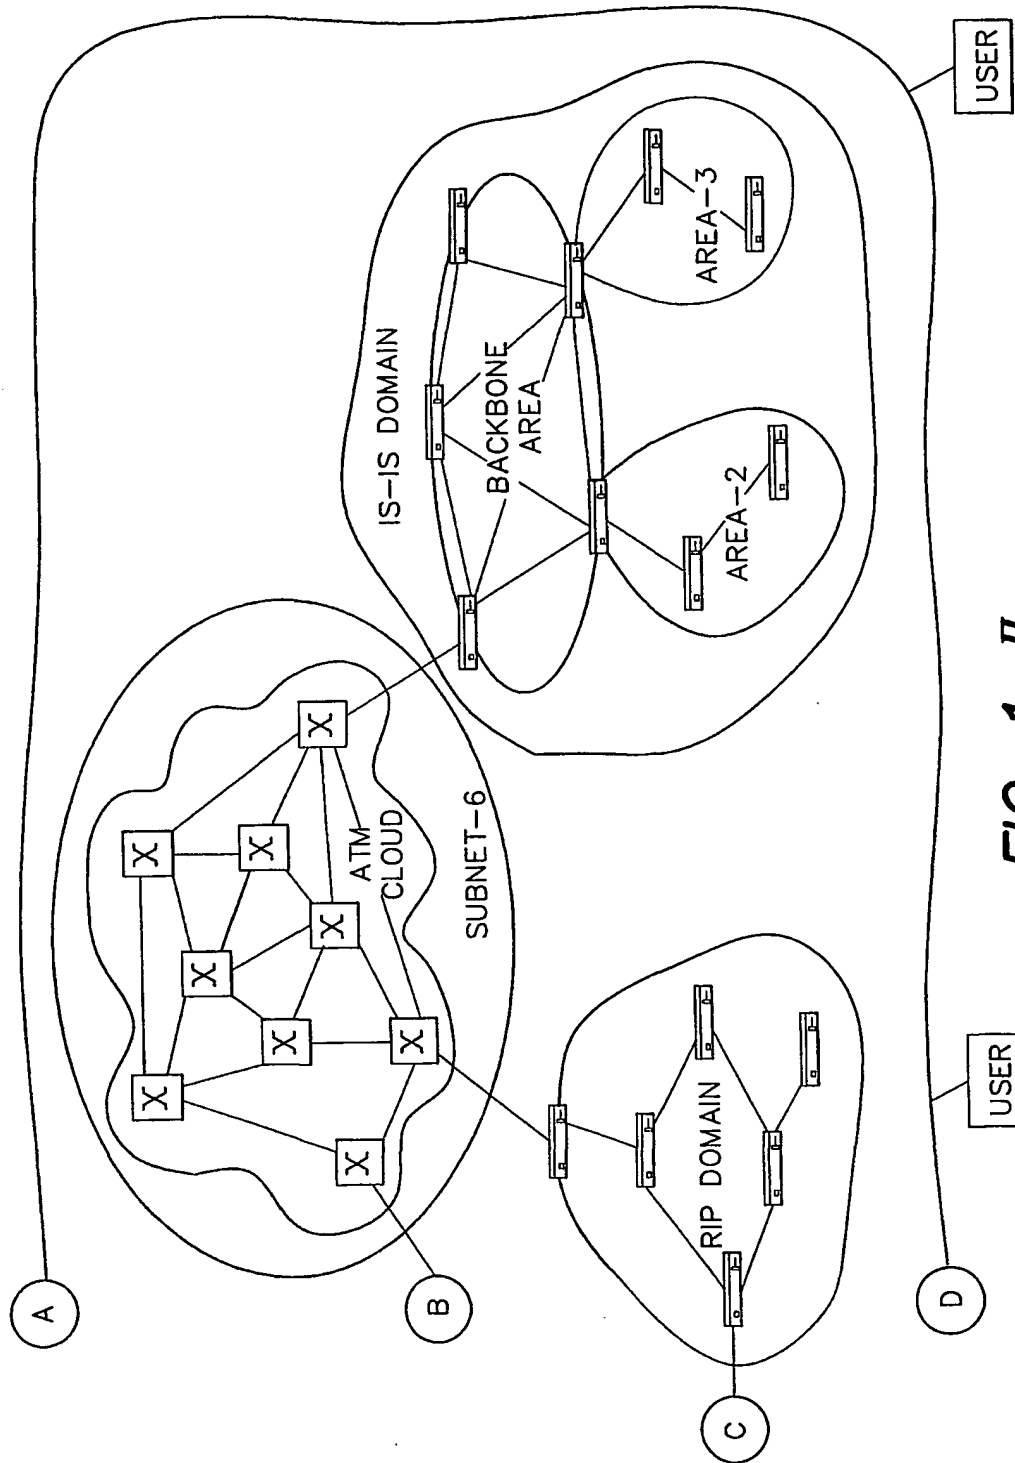 A
ATM
CLOUD
IS-IS DOMAIN
B
SUBNET-6
BACKBONE
AREA
RIP DOMAIN
AREA-3
AREA-2
C
D
USER
USER
FIG 1 II